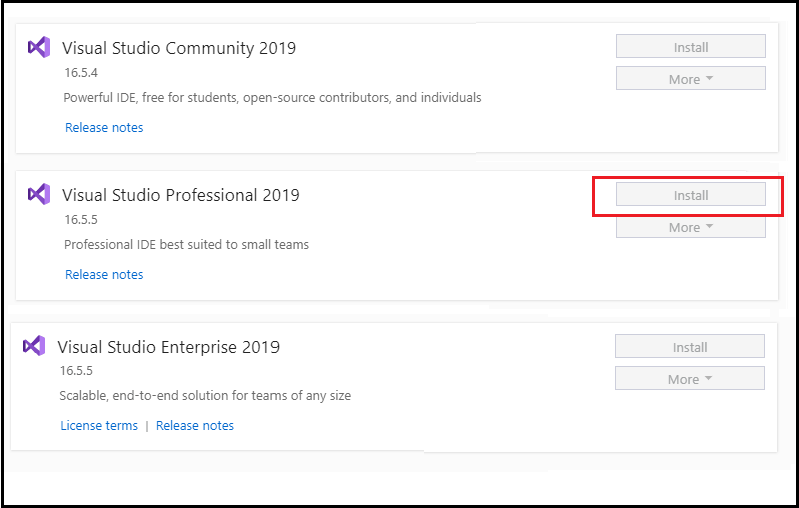 Visual Studio Community 2019
Install
16.5.4
More
Powerful IDE, free for students, open-source contributors, and individuals
Release notes
Visual Studio Professional 2019
Install
16.5.5
More
Professional IDE best suited to small teams
Release notes
Visual Studio Enterprise 2019
Install
16.5.5
More
Scalable, end-to-end solution for teams of any size
License terms | Release notes